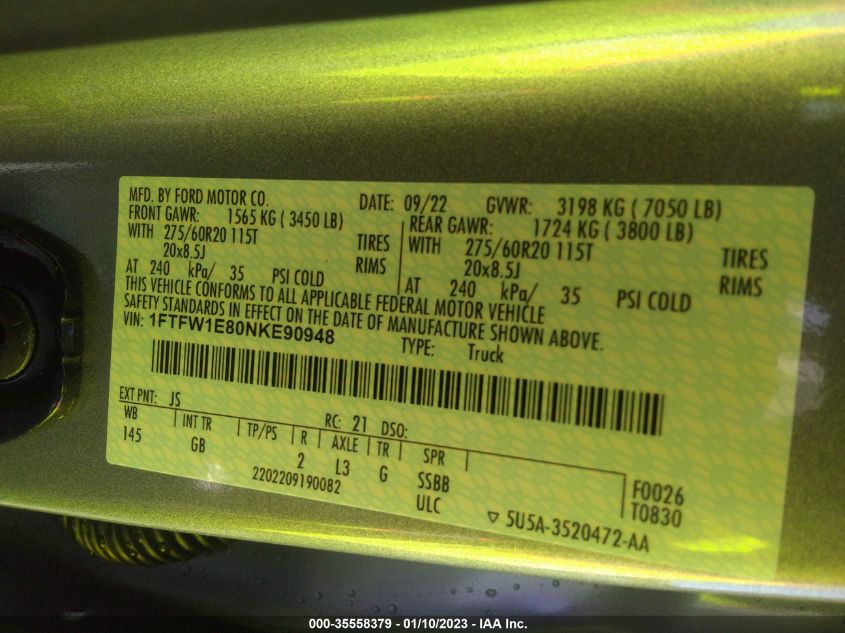 MFD. BY FORD MOTOR CO. DATE: 09/22 GVWR: 3198 KG ( 7050 LB)
FRONT GAWR: 1565 KG ( 3450 LB) REAR GAWR: 1724 KG ( 3800 LB)
WITH 275/60R20 115T TIRES WITH 275/60R20 115T TIRES
20x8.5J RIMS 20x8.5J RIMS
AT 240 kPa/ 35 PSI COLD AT 240 kPa/ 35 PSI COLD
THIS VEHICLE CONFORMS TO ALL APPLICABLE FEDERAL MOTOR VEHICLE
SAFETY STANDARDS IN EFFECT ON THE DATE OF MANUFACTURE SHOWN ABOVE.
VIN: 1FTFW1E80NKE90948 TYPE: Truck
EXT PNT: JS RC: 21 DSO:
WB INT TR TP/PS R AXLE TR SPR
145 GB 2 L3 G SSBB F0026
2202209190082 ULC T0830
5U5A-3520472-AA
000-35558379 - 01/10/2023 - IAA Inc.